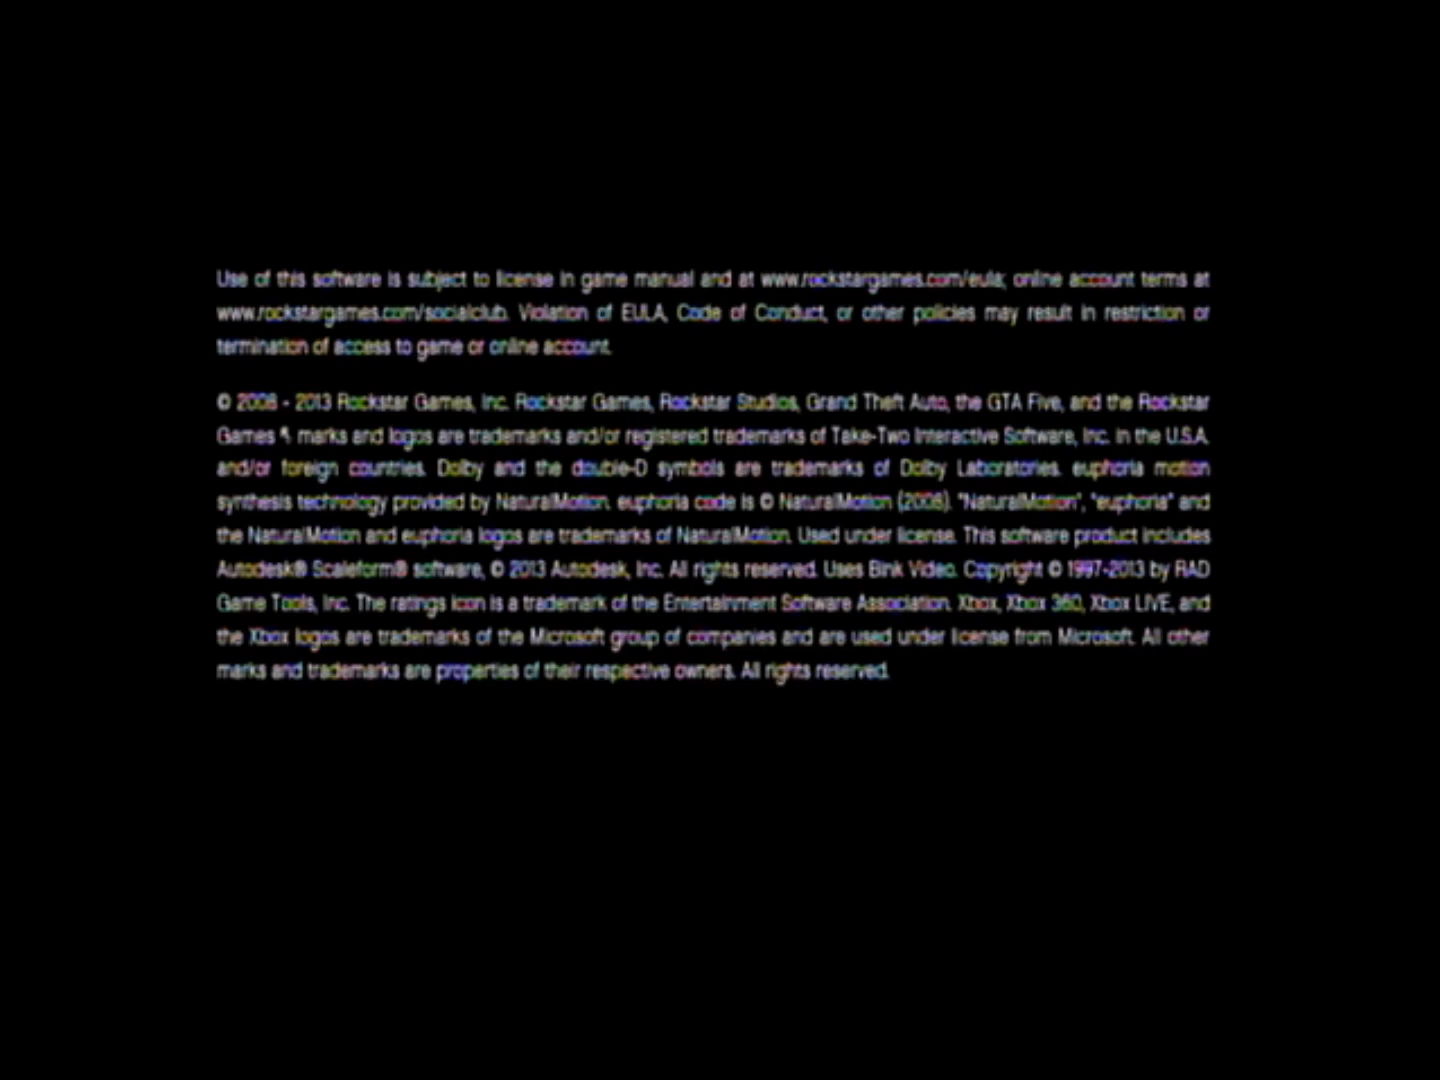 Use of this software is subject to license in game manual and at www.rockstargames.com/eula; online account terms at
www.rockstargames.com/socialclub. Violation of EULA, Code of Conduct, or other policies may result in restriction or
termination of access to game or online account.
© 2008 - 2013 Rockstar Games, Inc. Rockstar Games, Rockstar Studios, Grand Theft Auto, the GTA Five, and the Rockstar
Games marks and logos are trademarks and/or registered trademarks of Take-Two Interactive Software, Inc. in the U.S.A.
and/or foreign countries. Dolby and the double-D symbols are trademarks of Dolby Laboratories. euphoria motion
synthesis technology provided by NaturalMotion. euphoria code is © NaturalMotion (2008). "NaturalMotion", "euphoria" and
the NaturalMotion and euphoria logos are trademarks of NaturalMotion. Used under license. This software product includes
Autodesk® Scaleform® software, © 2013 Autodesk, Inc. All rights reserved. Uses Bink Video. Copyright © 1997-2013 by RAD
Game Tools, Inc. The ratings icon is a trademark of the Entertainment Software Association. Xbox, Xbox 360, Xbox LIVE, and
the Xbox logos are trademarks of the Microsoft group of companies and are used under license from Microsoft. All other
marks and trademarks are properties of their respective owners. All rights reserved.